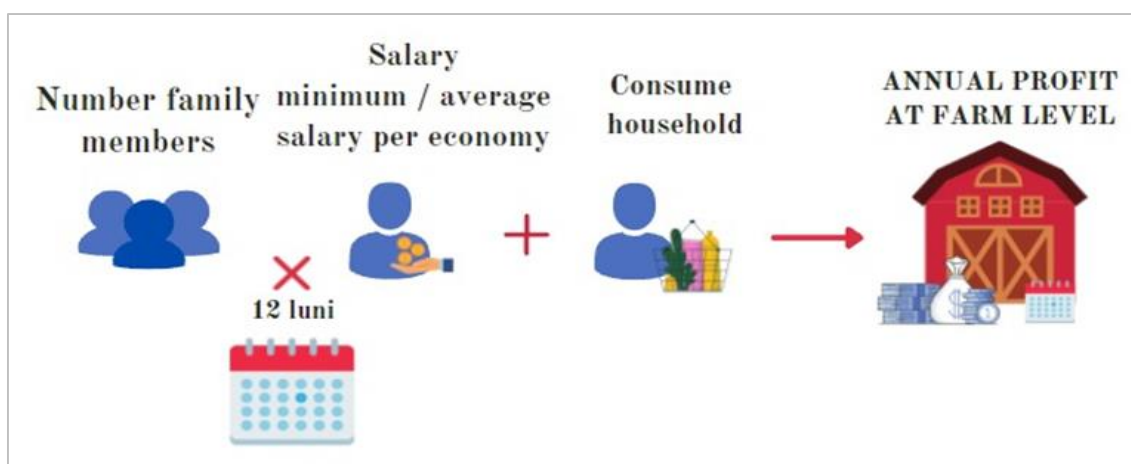 Number family
members
Salary
minimum / average
salary per economy
12 luni
Consume
household
ANNUAL PROFIT
AT FARM LEVEL